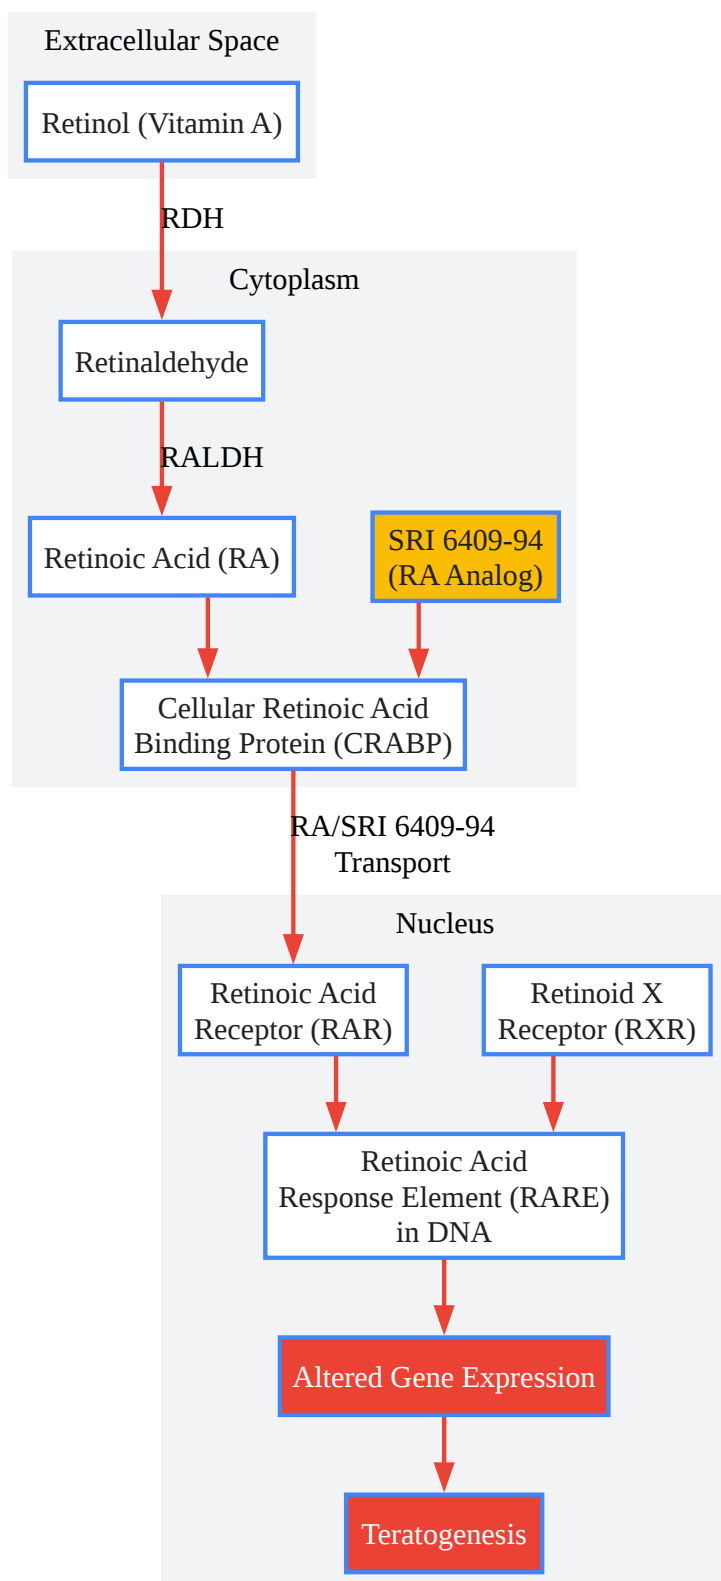 Extracellular Space
Retinol (Vitamin A)
RDH
Cytoplasm
Retinaldehyde
RALDH
Retinoic Acid (RA)
SRI 6409-94
(RA Analog)
Cellular Retinoic Acid
Binding Protein (CRABP)
RA/SRI 6409-94
Transport
Nucleus
Retinoic Acid
Receptor (RAR)
Retinoid X
Receptor (RXR)
Retinoic Acid
Response Element (RARE)
in DNA
Altered Gene Expression
Teratogenesis